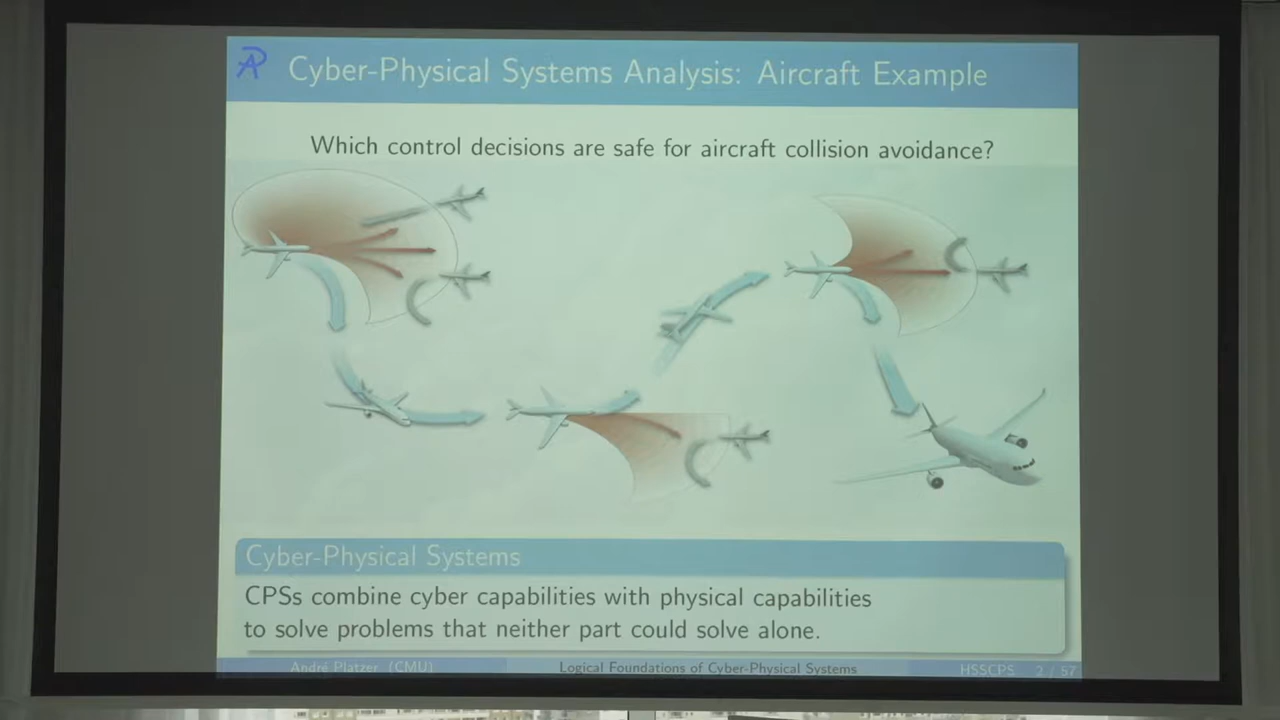 Cyber-Physical Systems Analysis: Aircraft Example
Which control decisions are safe for aircraft collision avoidance?
Cyber-Physical Systems
CPSs combine cyber capabilities with physical capabilities
to solve problems that neither part could solve alone.
André Platzer (CMU) Logical Foundations of Cyber-Physical Systems HSSCPS 2 / 57